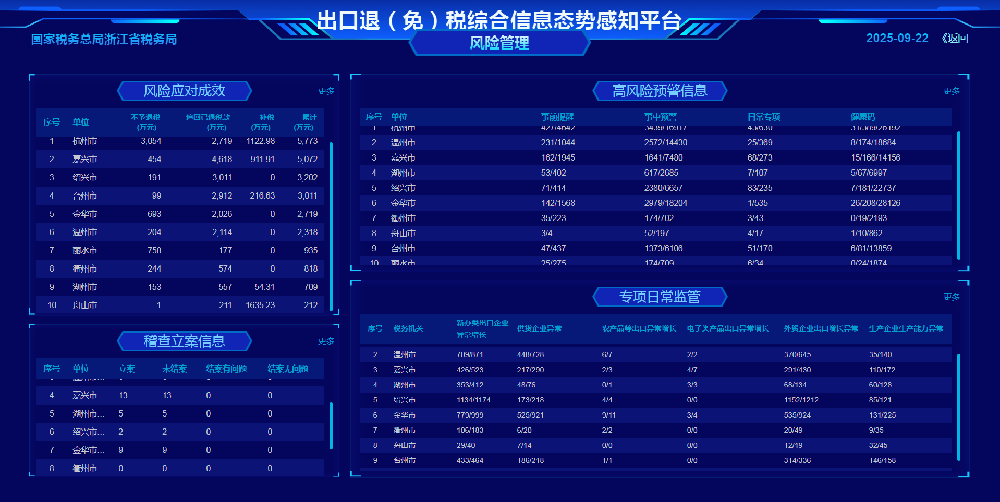 出口退（免）税综合信息态势感知平台
国家税务总局浙江省税务局
风险管理
2025-09-22 《返回
风险应对成效 更多
序号 单位 不予退税(万元) 追回已退税款(万元) 补税(万元) 累计(万元)
1 杭州市 3,054 2,719 1122.98 5,773
2 嘉兴市 454 4,618 911.91 5,072
3 绍兴市 191 3,011 0 3,202
4 台州市 99 2,912 216.63 3,011
5 金华市 693 2,026 0 2,719
6 温州市 204 2,114 0 2,318
7 丽水市 758 177 0 935
8 衢州市 244 574 0 818
9 湖州市 153 557 54.31 709
10 舟山市 1 211 1635.23 212
稽查立案信息 更多
序号 单位 立案 未结案 结案有问题 结案无问题
4 嘉兴市... 13 13 0 0
5 湖州市... 5 5 0 0
6 绍兴市... 2 2 0 0
7 金华市... 9 9 0 0
8 衢州市... 0 0 0 0
高风险预警信息 更多
序号 单位 事前提醒 事中预警 日常专项 健康码
1 杭州市 427/4642 3439/16917 43/630 31/389/26192
2 温州市 231/1044 2572/14430 25/369 8/174/18684
3 嘉兴市 162/1945 1641/7480 68/273 15/166/14156
4 湖州市 53/402 617/2685 7/107 5/67/6997
5 绍兴市 71/414 2380/6657 83/235 7/181/22737
6 金华市 142/1568 2979/18204 1/535 26/208/28126
7 衢州市 35/223 174/702 3/43 0/19/2193
8 舟山市 3/4 52/197 4/17 1/10/862
9 台州市 47/437 1373/6106 51/170 6/81/13859
10 丽水市 25/275 174/709 6/34 0/24/1874
专项日常监管 更多
序号 税务机关 新办类出口企业异常增长 供货企业异常 农产品等出口异常增长 电子类产品出口异常增长 外贸企业出口增长异常 生产企业生产能力异常
2 温州市 709/871 448/728 6/7 2/2 370/645 35/140
3 嘉兴市 426/523 217/290 2/3 4/7 291/430 110/172
4 湖州市 353/412 48/76 0/1 3/3 68/134 60/128
5 绍兴市 1134/1174 173/218 4/4 0/0 1152/1212 85/121
6 金华市 779/999 525/921 9/11 3/4 535/924 131/225
7 衢州市 106/183 6/20 2/2 0/0 20/49 9/35
8 舟山市 29/40 7/14 0/0 0/0 12/19 32/45
9 台州市 433/464 186/218 1/1 0/0 314/336 146/158